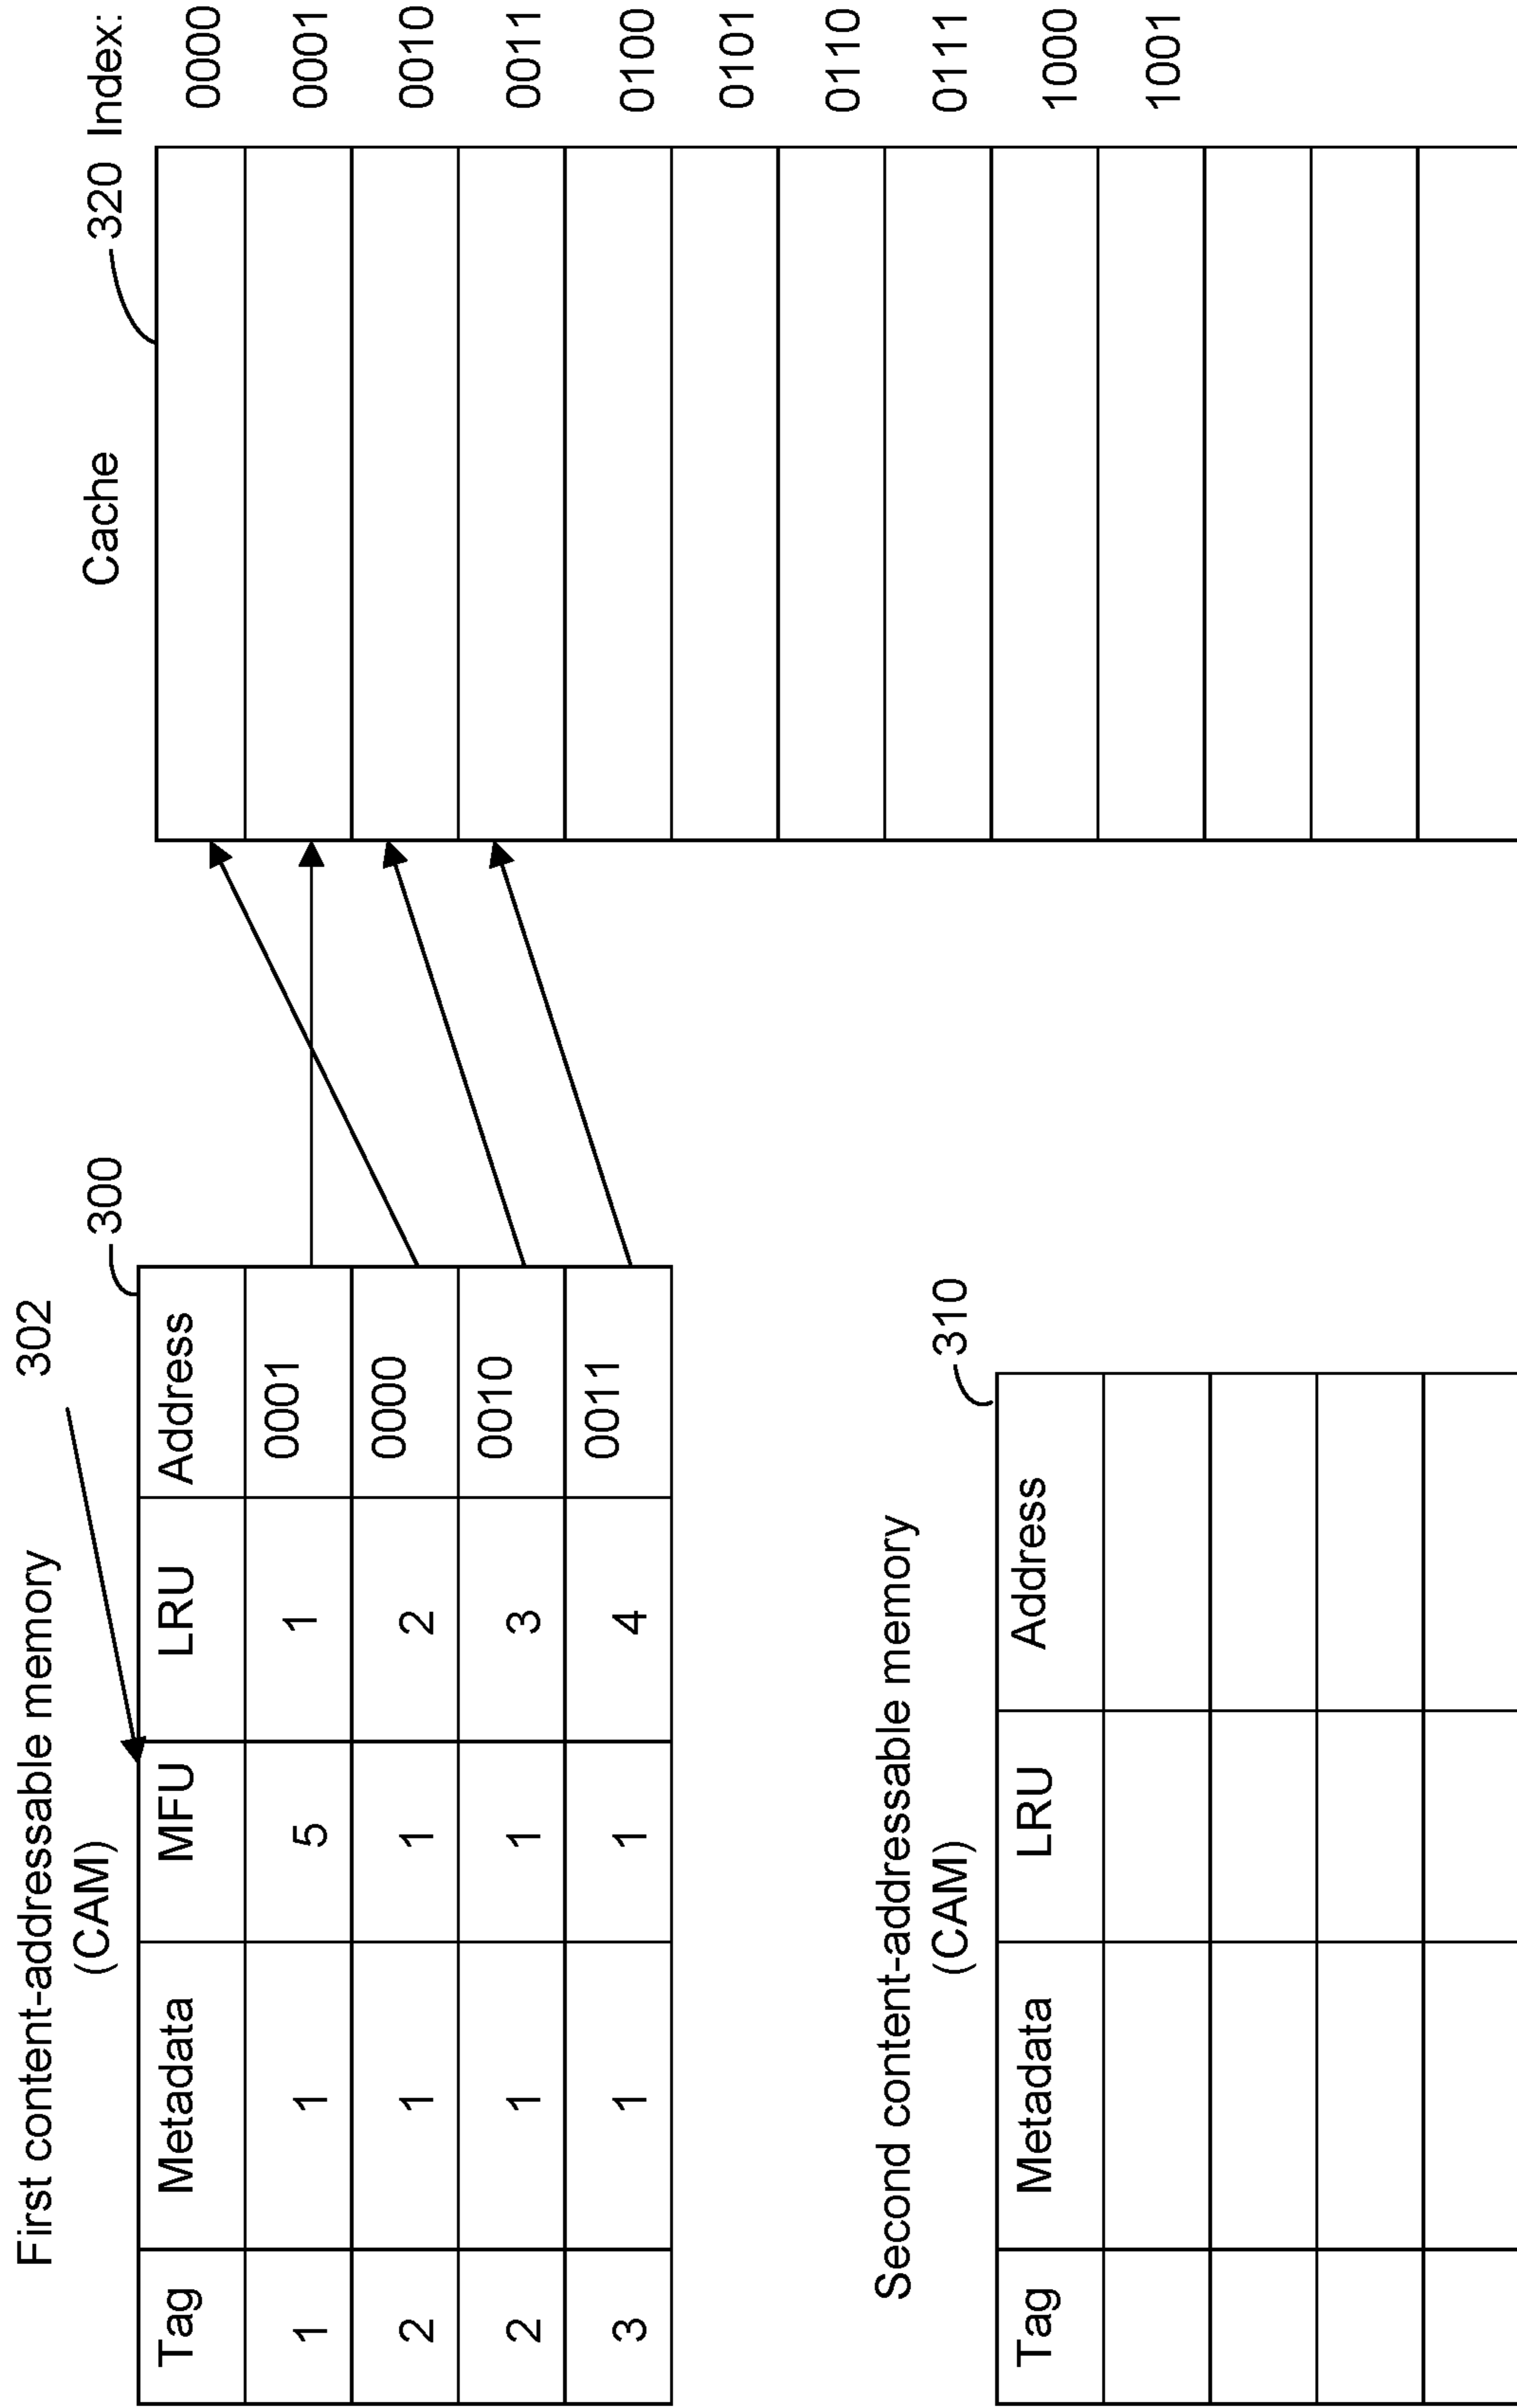 302
First content-addressable memory
(CAM)
300
Tag Metadata MFU LRU Address
1 1 5 1 0001
2 1 1 2 0000
2 1 1 3 0010
3 1 1 4 0011
Second content-addressable memory
(CAM)
310
Tag Metadata LRU Address
Cache
320 Index:
0000
0001
0010
0011
0100
0101
0110
0111
1000
1001